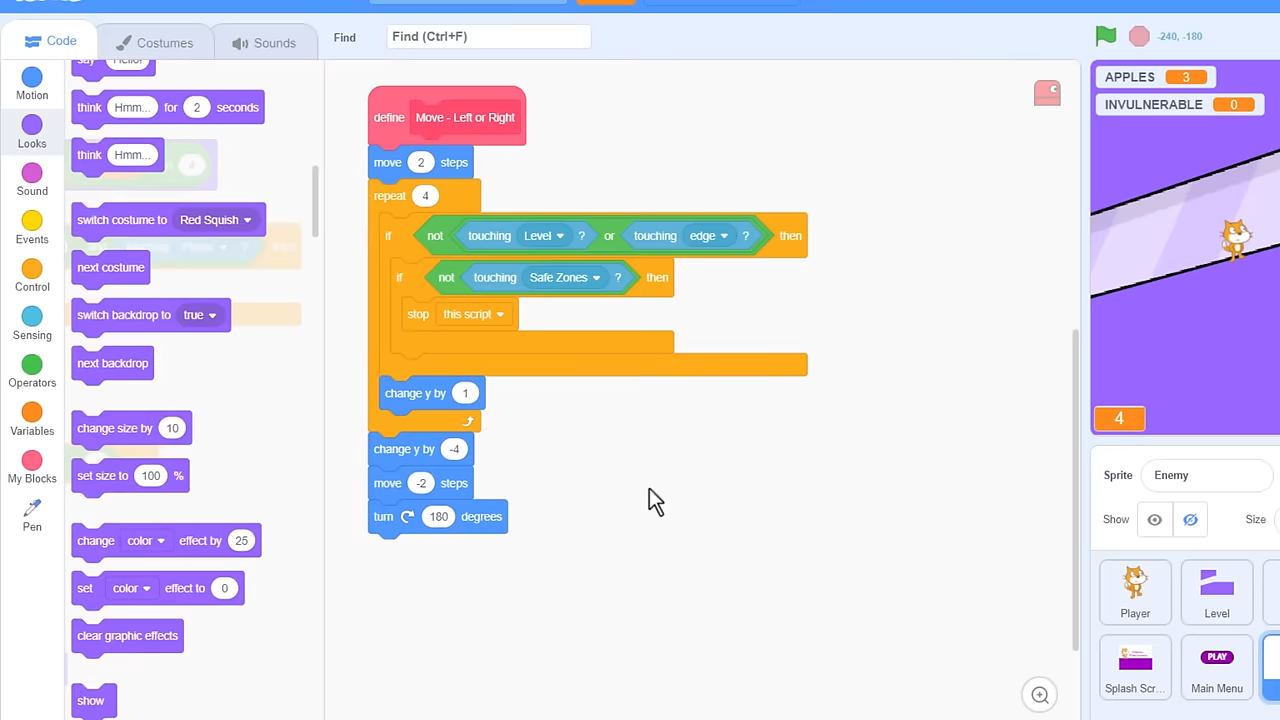 Code
Costumes
Sounds
Find
Find (Ctrl+F)
-240, -180
Motion
Looks
Sound
Events
Control
Sensing
Operators
Variables
My Blocks
Pen
say Hello!
think Hmm... for 2 seconds
think Hmm...
switch costume to Red Squish
next costume
switch backdrop to true
next backdrop
change size by 10
set size to 100 %
change color effect by 25
set color effect to 0
clear graphic effects
show
define Move - Left or Right
move 2 steps
repeat 4
if not touching Level ? or touching edge ? then
if not touching Safe Zones ? then
stop this script
change y by 1
change y by -4
move -2 steps
turn 180 degrees
APPLES 3
INVULNERABLE 0
4
Sprite Enemy
Show
Size
Player
Level
Splash Scr...
PLAY
Main Menu